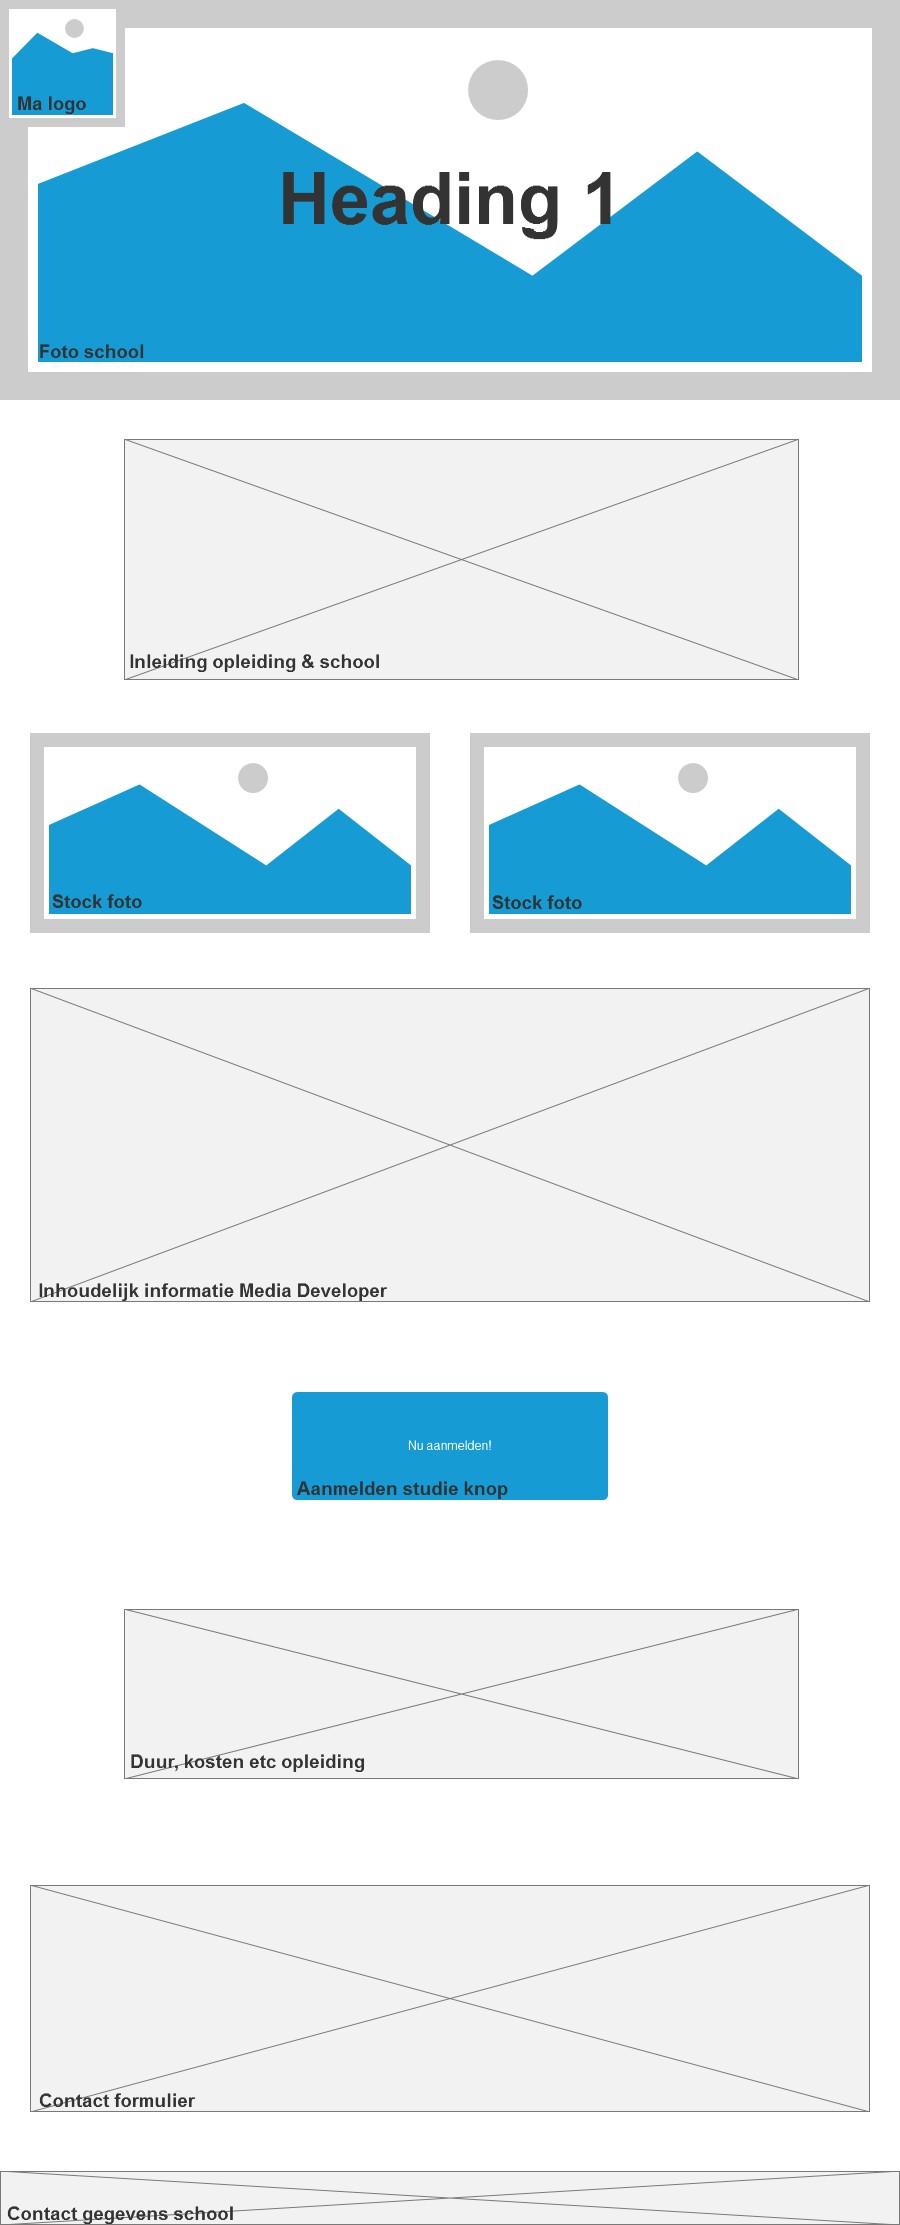 Ma logo
Heading 1
Foto school
Inleiding opleiding & school
Stock foto
Stock foto
Inhoudelijk informatie Media Developer
Nu aanmelden!
Aanmelden studie knop
Duur, kosten etc opleiding
Contact formulier
Contact gegevens school